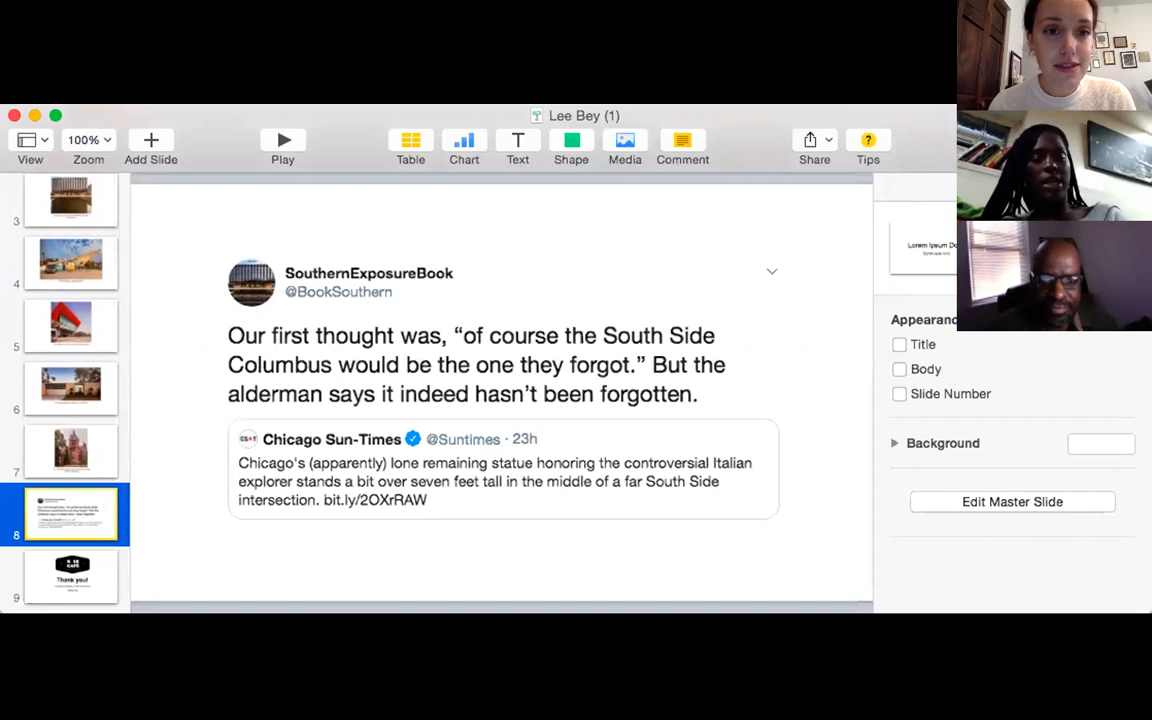 Lee Bey (1)
View
100%
Zoom
Add Slide
Play
Table
Chart
Text
Shape
Media
Comment
Share
Tips
3
4
5
6
7
8
9
Thank you!
SouthernExposureBook
@BookSouthern
Our first thought was, “of course the South Side
Columbus would be the one they forgot.” But the
alderman says it indeed hasn’t been forgotten.
Chicago Sun-Times @Suntimes · 23h
Chicago's (apparently) lone remaining statue honoring the controversial Italian
explorer stands a bit over seven feet tall in the middle of a far South Side
intersection. bit.ly/2OXrRAW
Lorem Ipsum Do
Appearanc
Title
Body
Slide Number
Background
Edit Master Slide